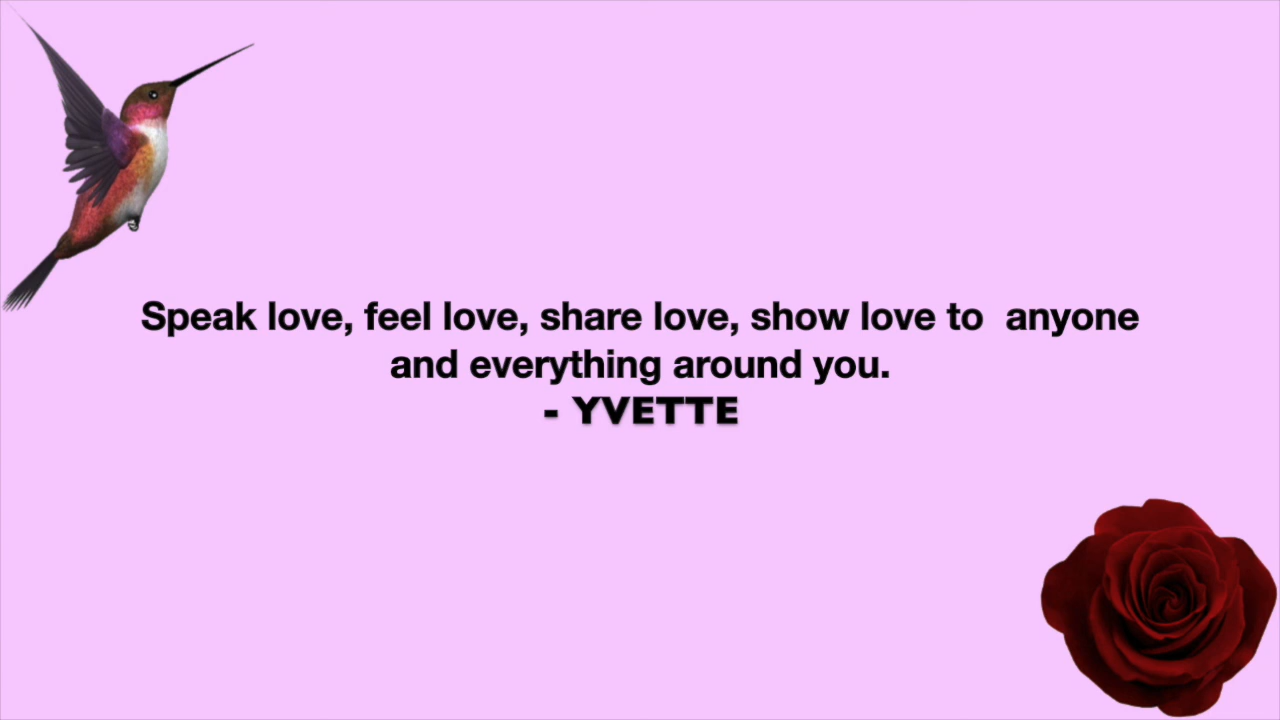 Speak love, feel love, share love, show love to  anyone
and everything around you.
- YVETTE